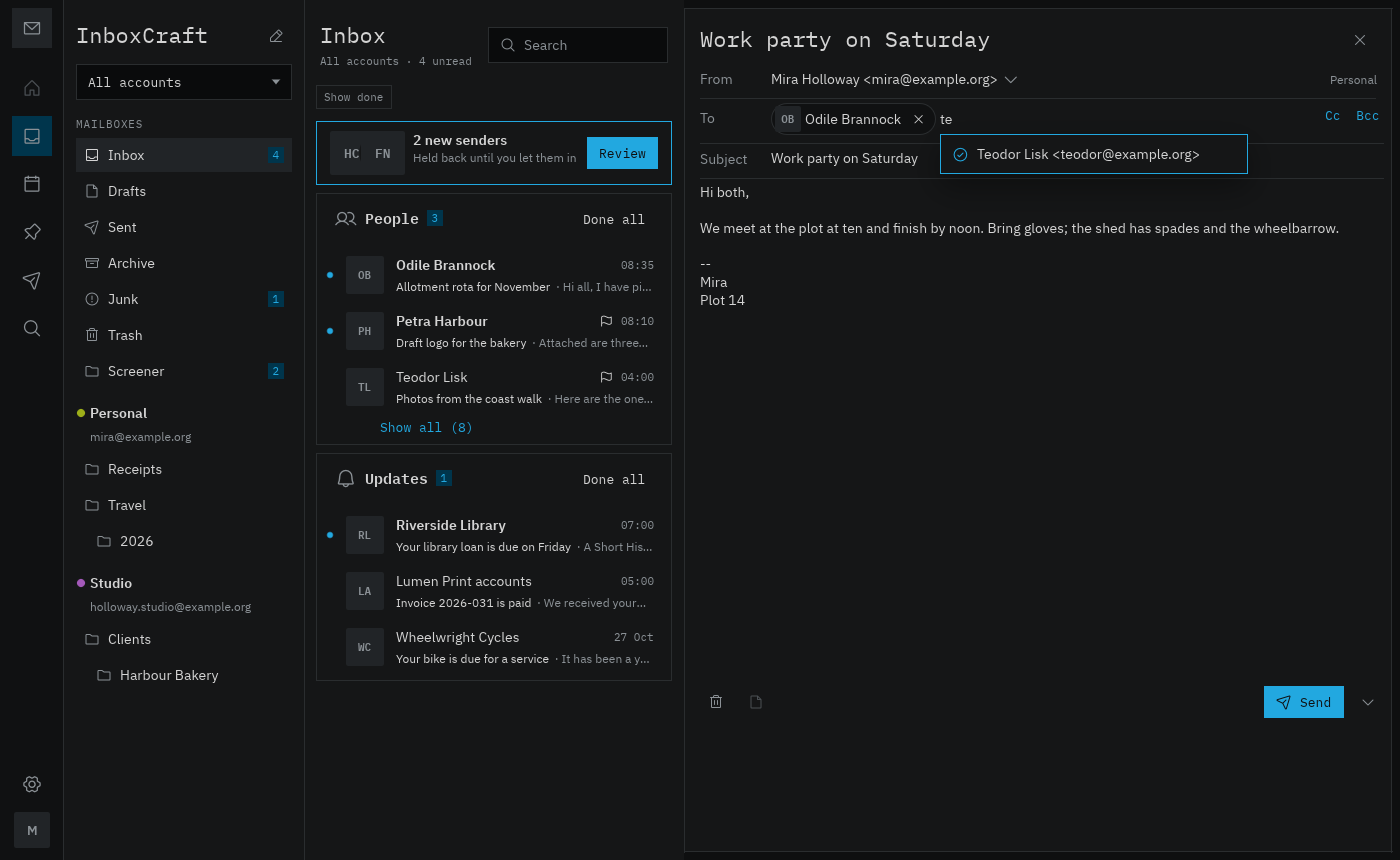 InboxCraft
All accounts
MAILBOXES
Inbox 4
Drafts
Sent
Archive
Junk 1
Trash
Screener 2
Personal
mira@example.org
Receipts
Travel
2026
Studio
holloway.studio@example.org
Clients
Harbour Bakery
M
Inbox
All accounts · 4 unread
Search
Show done
HC FN
2 new senders
Held back until you let them in
Review
People 3 Done all
OB
Odile Brannock 08:35
Allotment rota for November · Hi all, I have pi…
PH
Petra Harbour 08:10
Draft logo for the bakery · Attached are three…
TL
Teodor Lisk 04:00
Photos from the coast walk · Here are the one…
Show all (8)
Updates 1 Done all
RL
Riverside Library 07:00
Your library loan is due on Friday · A Short His…
LA
Lumen Print accounts 05:00
Invoice 2026-031 is paid · We received your…
WC
Wheelwright Cycles 27 Oct
Your bike is due for a service · It has been a y…
Work party on Saturday
From Mira Holloway <mira@example.org> Personal
To OB Odile Brannock te Cc Bcc
Teodor Lisk <teodor@example.org>
Subject Work party on Saturday
Hi both,
We meet at the plot at ten and finish by noon. Bring gloves; the shed has spades and the wheelbarrow.
--
Mira
Plot 14
Send